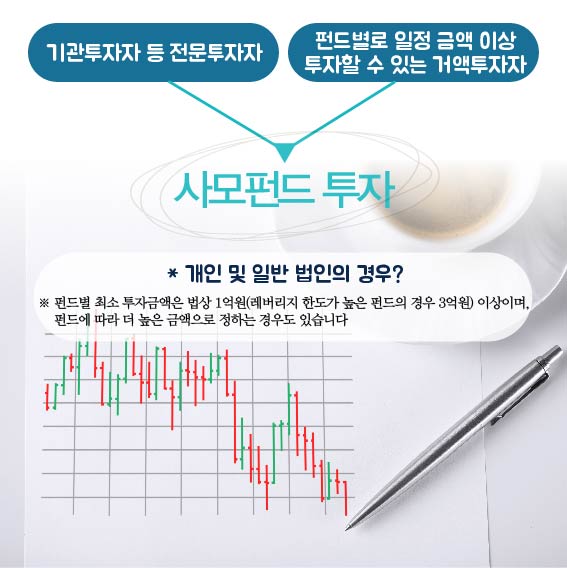 기관투자자 등 전문투자자
펀드별로 일정 금액 이상
투자할 수 있는 거액투자자
사모펀드 투자
* 개인 및 일반 법인의 경우?
※ 펀드별 최소 투자금액은 법상 1억원(레버리지 한도가 높은 펀드의 경우 3억원) 이상이며,
펀드에 따라 더 높은 금액으로 정하는 경우도 있습니다